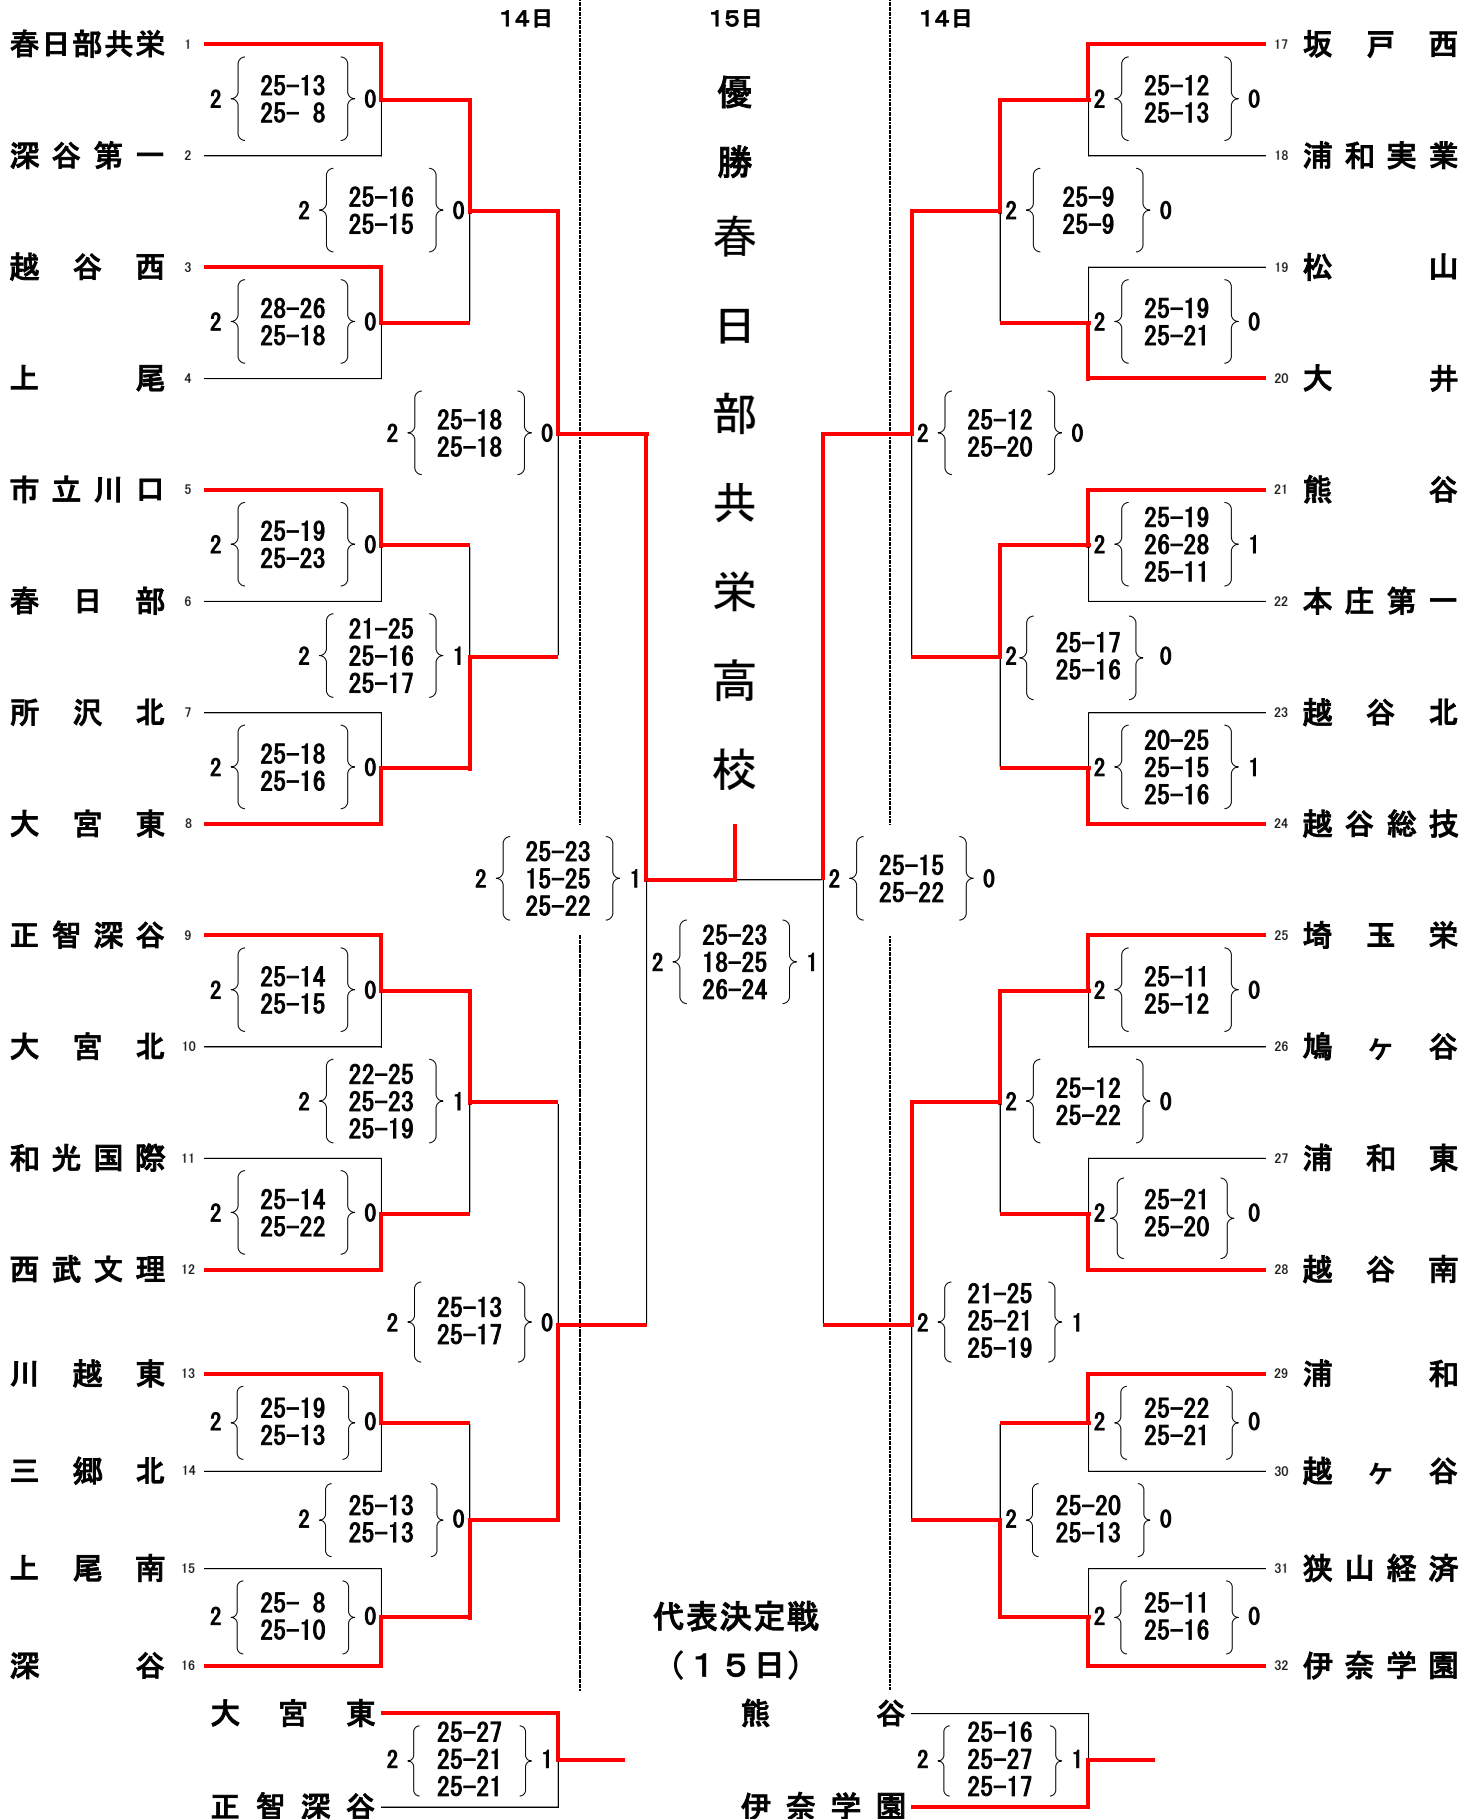 14日 15日 14日
優勝 春日部共栄高校
春日部共栄 1
2 25-13 0
25- 8
深谷第一 2
2 25-16 0
25-15
越谷西 3
2 28-26 0
25-18
上尾 4
2 25-18 0
25-18
市立川口 5
2 25-19 0
25-23
春日部 6
2 21-25 1
25-16
25-17
所沢北 7
2 25-18 0
25-16
大宮東 8
2 25-23 1
15-25
25-22
正智深谷 9
2 25-14 0
25-15
大宮北 10
2 22-25 1
25-23
25-19
和光国際 11
2 25-14 0
25-22
西武文理 12
2 25-13 0
25-17
川越東 13
2 25-19 0
25-13
三郷北 14
2 25-13 0
25-13
上尾南 15
2 25- 8 0
25-10
深谷 16
2 25-23 1
18-25
26-24
17 坂戸西
2 25-12 0
25-13
18 浦和実業
2 25-9 0
25-9
19 松山
2 25-19 0
25-21
20 大井
2 25-12 0
25-20
21 熊谷
2 25-19 1
26-28
25-11
22 本庄第一
2 25-17 0
25-16
23 越谷北
2 20-25 1
25-15
25-16
24 越谷総技
2 25-15 0
25-22
25 埼玉栄
2 25-11 0
25-12
26 鳩ヶ谷
2 25-12 0
25-22
27 浦和東
2 25-21 0
25-20
28 越谷南
2 21-25 1
25-21
25-19
29 浦和
2 25-22 0
25-21
30 越ヶ谷
2 25-20 0
25-13
31 狭山経済
2 25-11 0
25-16
32 伊奈学園
代表決定戦
(15日)
大宮東
2 25-27 1
25-21
25-21
正智深谷
熊谷
2 25-16 1
25-27
25-17
伊奈学園